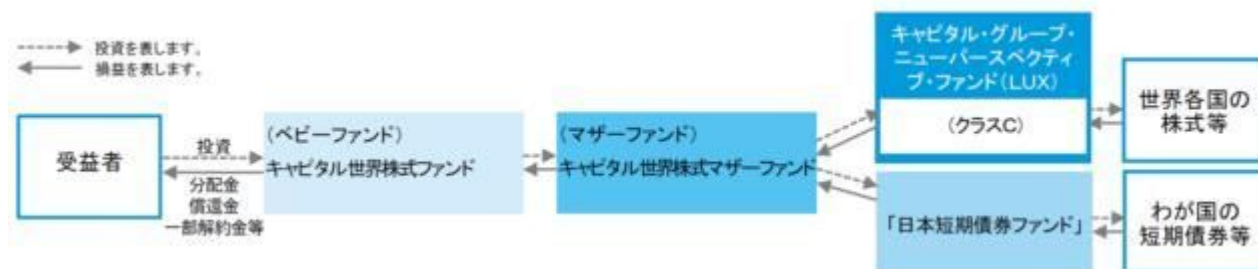 投資を表します。
損益を表します。
受益者
投資
分配金
償還金
一部解約金等
(ベビーファンド)
キャピタル世界株式ファンド
(マザーファンド)
キャピタル世界株式マザーファンド
キャピタル・グループ・
ニューパースペクティ
ブ・ファンド(LUX)
(クラスC)
世界各国の
株式等
「日本短期債券ファンド」
わが国の
短期債券等